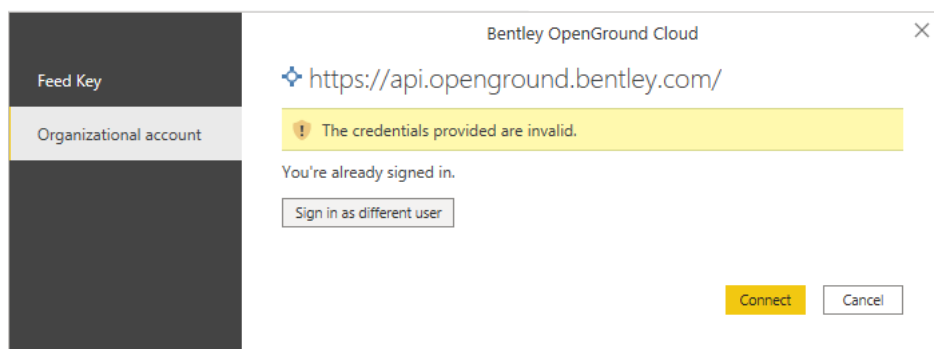 Bentley OpenGround Cloud
Feed Key
Organizational account
https://api.openground.bentley.com/
The credentials provided are invalid.
You're already signed in.
Sign in as different user
Connect
Cancel